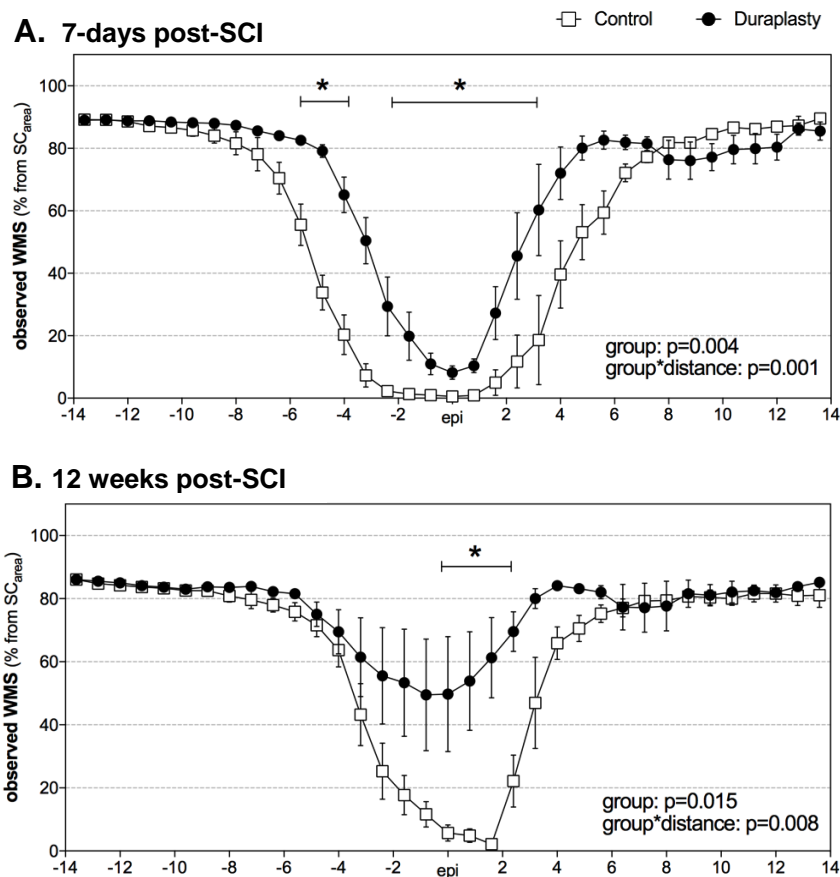 Control Duraplasty
A. 7-days post-SCI
* *
100
80
60
40
20
0
observed WMS (% from SCarea)
group: p=0.004
group*distance: p=0.001
-14 -12 -10 -8 -6 -4 -2 epi 2 4 6 8 10 12 14
B. 12 weeks post-SCI
*
100
80
60
40
20
0
observed WMS (% from SCarea)
group: p=0.015
group*distance: p=0.008
-14 -12 -10 -8 -6 -4 -2 epi 2 4 6 8 10 12 14